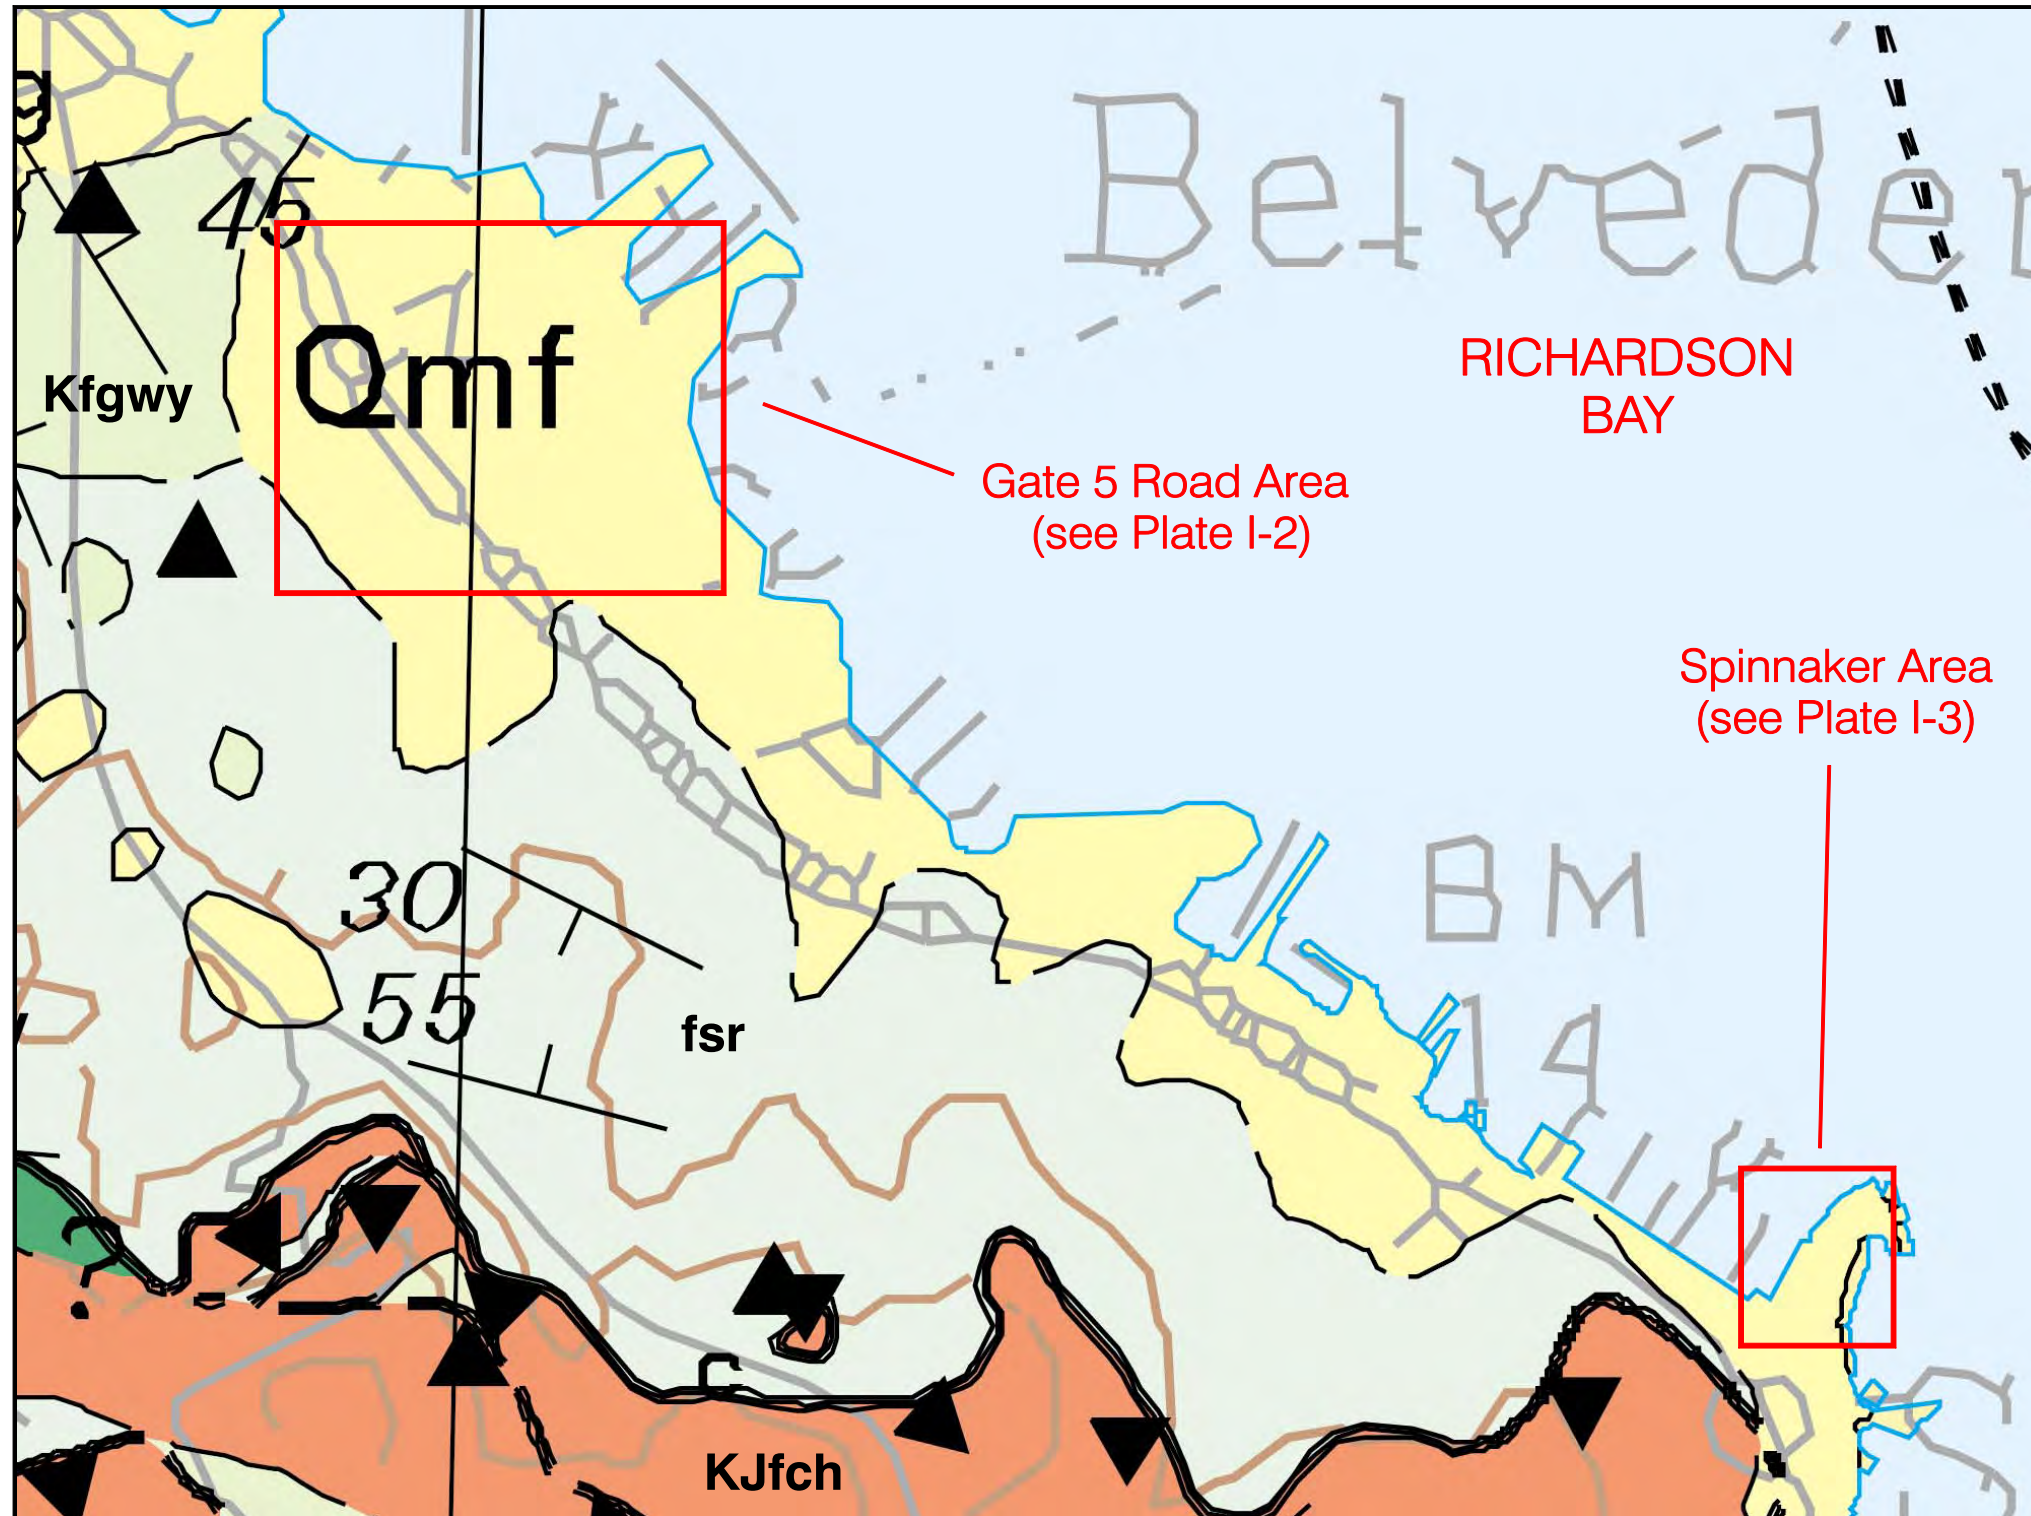 g
Belveder
45
RICHARDSON
BAY
Qmf
Kfgwy
Gate 5 Road Area
(see Plate I-2)
Spinnaker Area
(see Plate I-3)
30
BM
14
55
fsr
?
KJfch